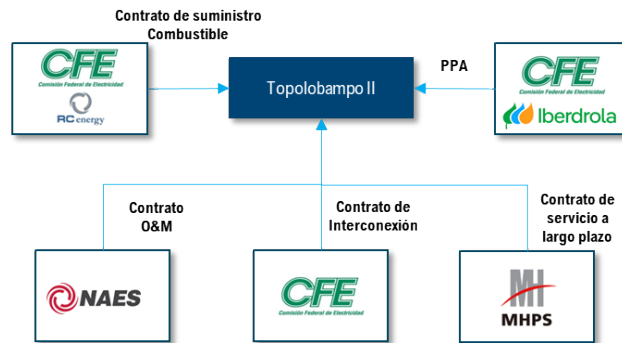 Contrato de suministro
Combustible
CFE
Comisión Federal de Electricidad
RC energy
Topolobampo II
PPA
CFE
Comisión Federal de Electricidad
Iberdrola
Contrato
O&M
Contrato de
Interconexión
Contrato de
servicio a
largo plazo
NAES
CFE
Comisión Federal de Electricidad
MH
MHPS